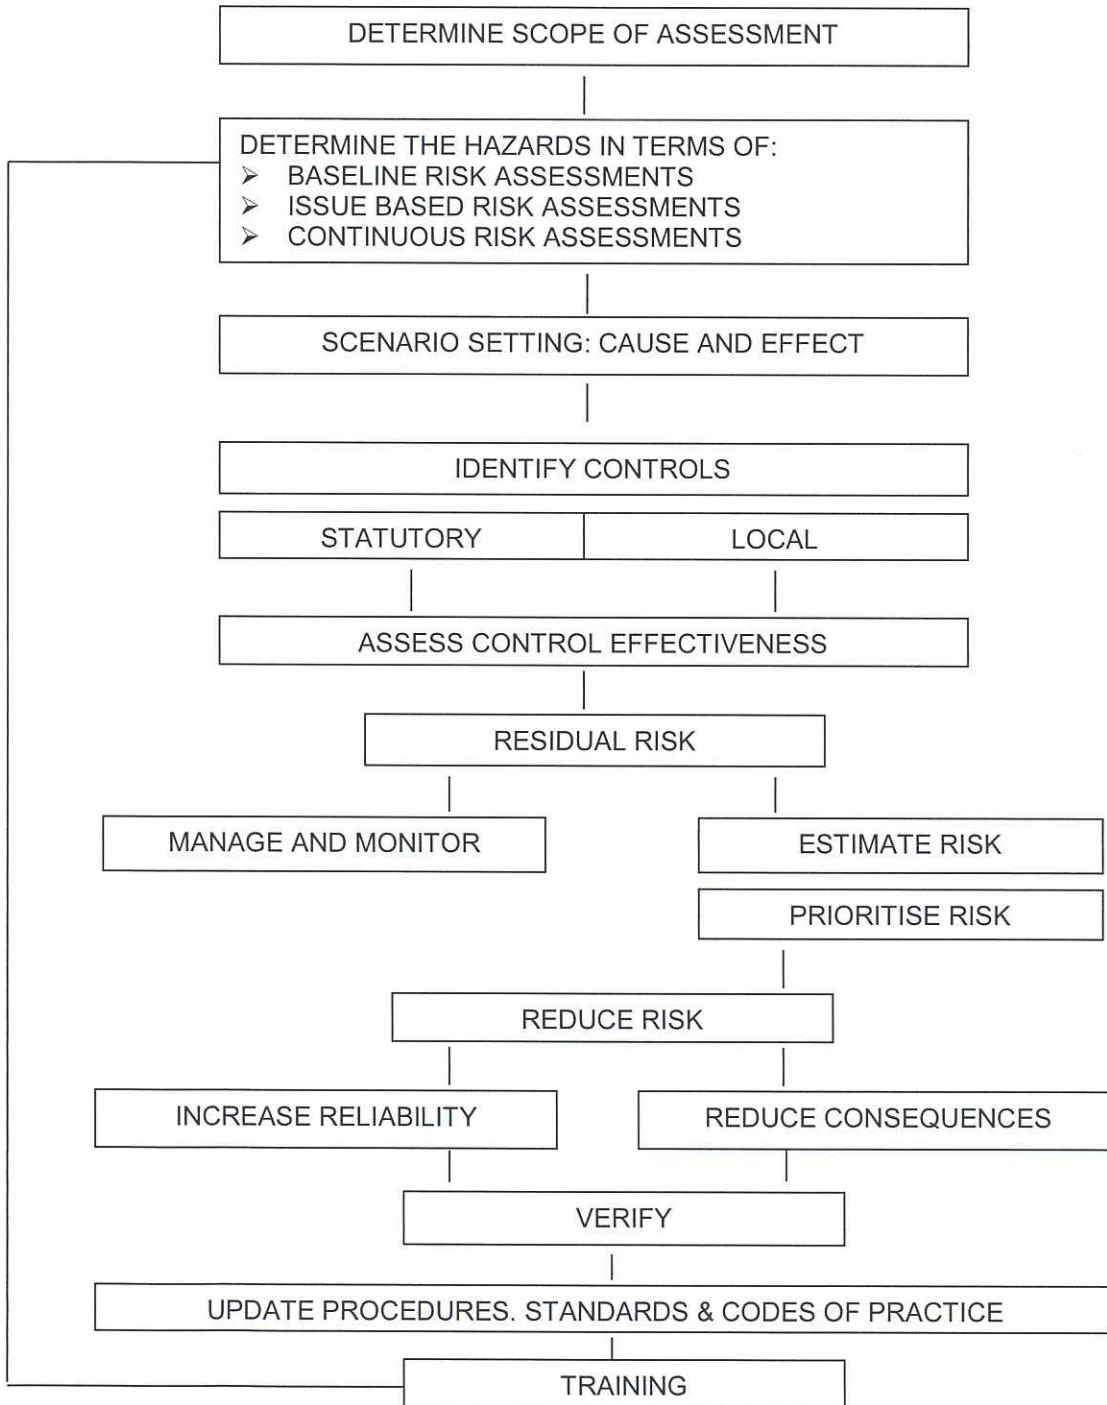 DETERMINE SCOPE OF ASSESSMENT
DETERMINE THE HAZARDS IN TERMS OF:
➢ BASELINE RISK ASSESSMENTS
➢ ISSUE BASED RISK ASSESSMENTS
➢ CONTINUOUS RISK ASSESSMENTS
SCENARIO SETTING: CAUSE AND EFFECT
IDENTIFY CONTROLS
STATUTORY
LOCAL
ASSESS CONTROL EFFECTIVENESS
RESIDUAL RISK
MANAGE AND MONITOR
ESTIMATE RISK
PRIORITISE RISK
REDUCE RISK
INCREASE RELIABILITY
REDUCE CONSEQUENCES
VERIFY
UPDATE PROCEDURES. STANDARDS & CODES OF PRACTICE
TRAINING